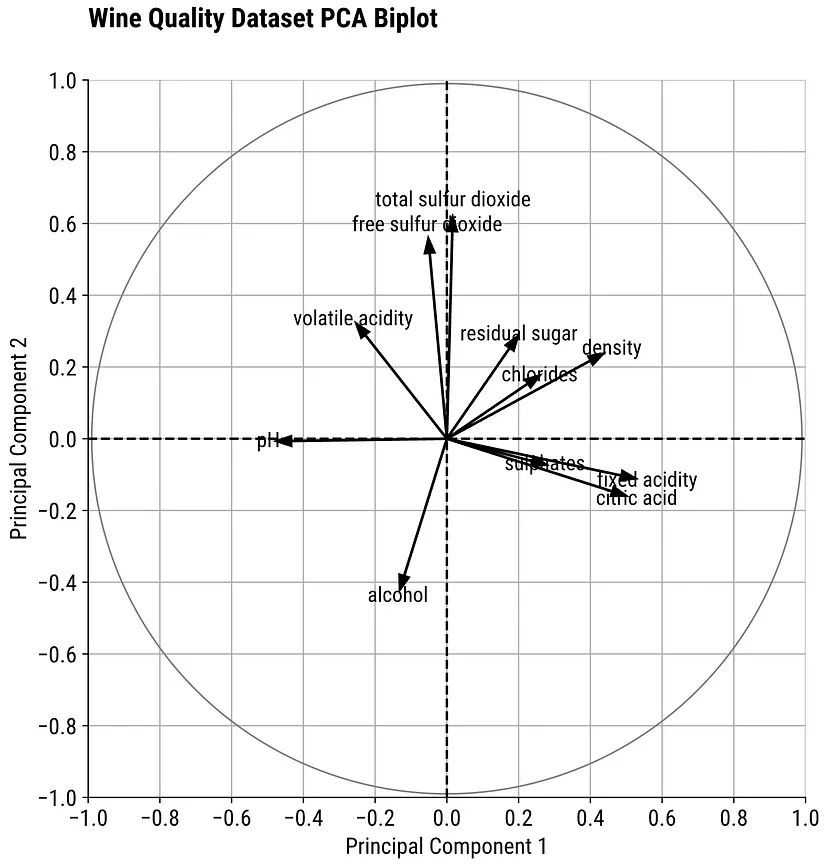 Wine Quality Dataset PCA Biplot
1.0
0.8
total sulfur dioxide
0.6
free sulfur dioxide
0.4
volatile acidity
residual sugar
density
0.2
chlorides
0.0
pH
sulphates
fixed acidity
citric acid
−0.2
−0.4
alcohol
−0.6
−0.8
−1.0
Principal Component 2
−1.0 −0.8 −0.6 −0.4 −0.2 0.0 0.2 0.4 0.6 0.8 1.0
Principal Component 1